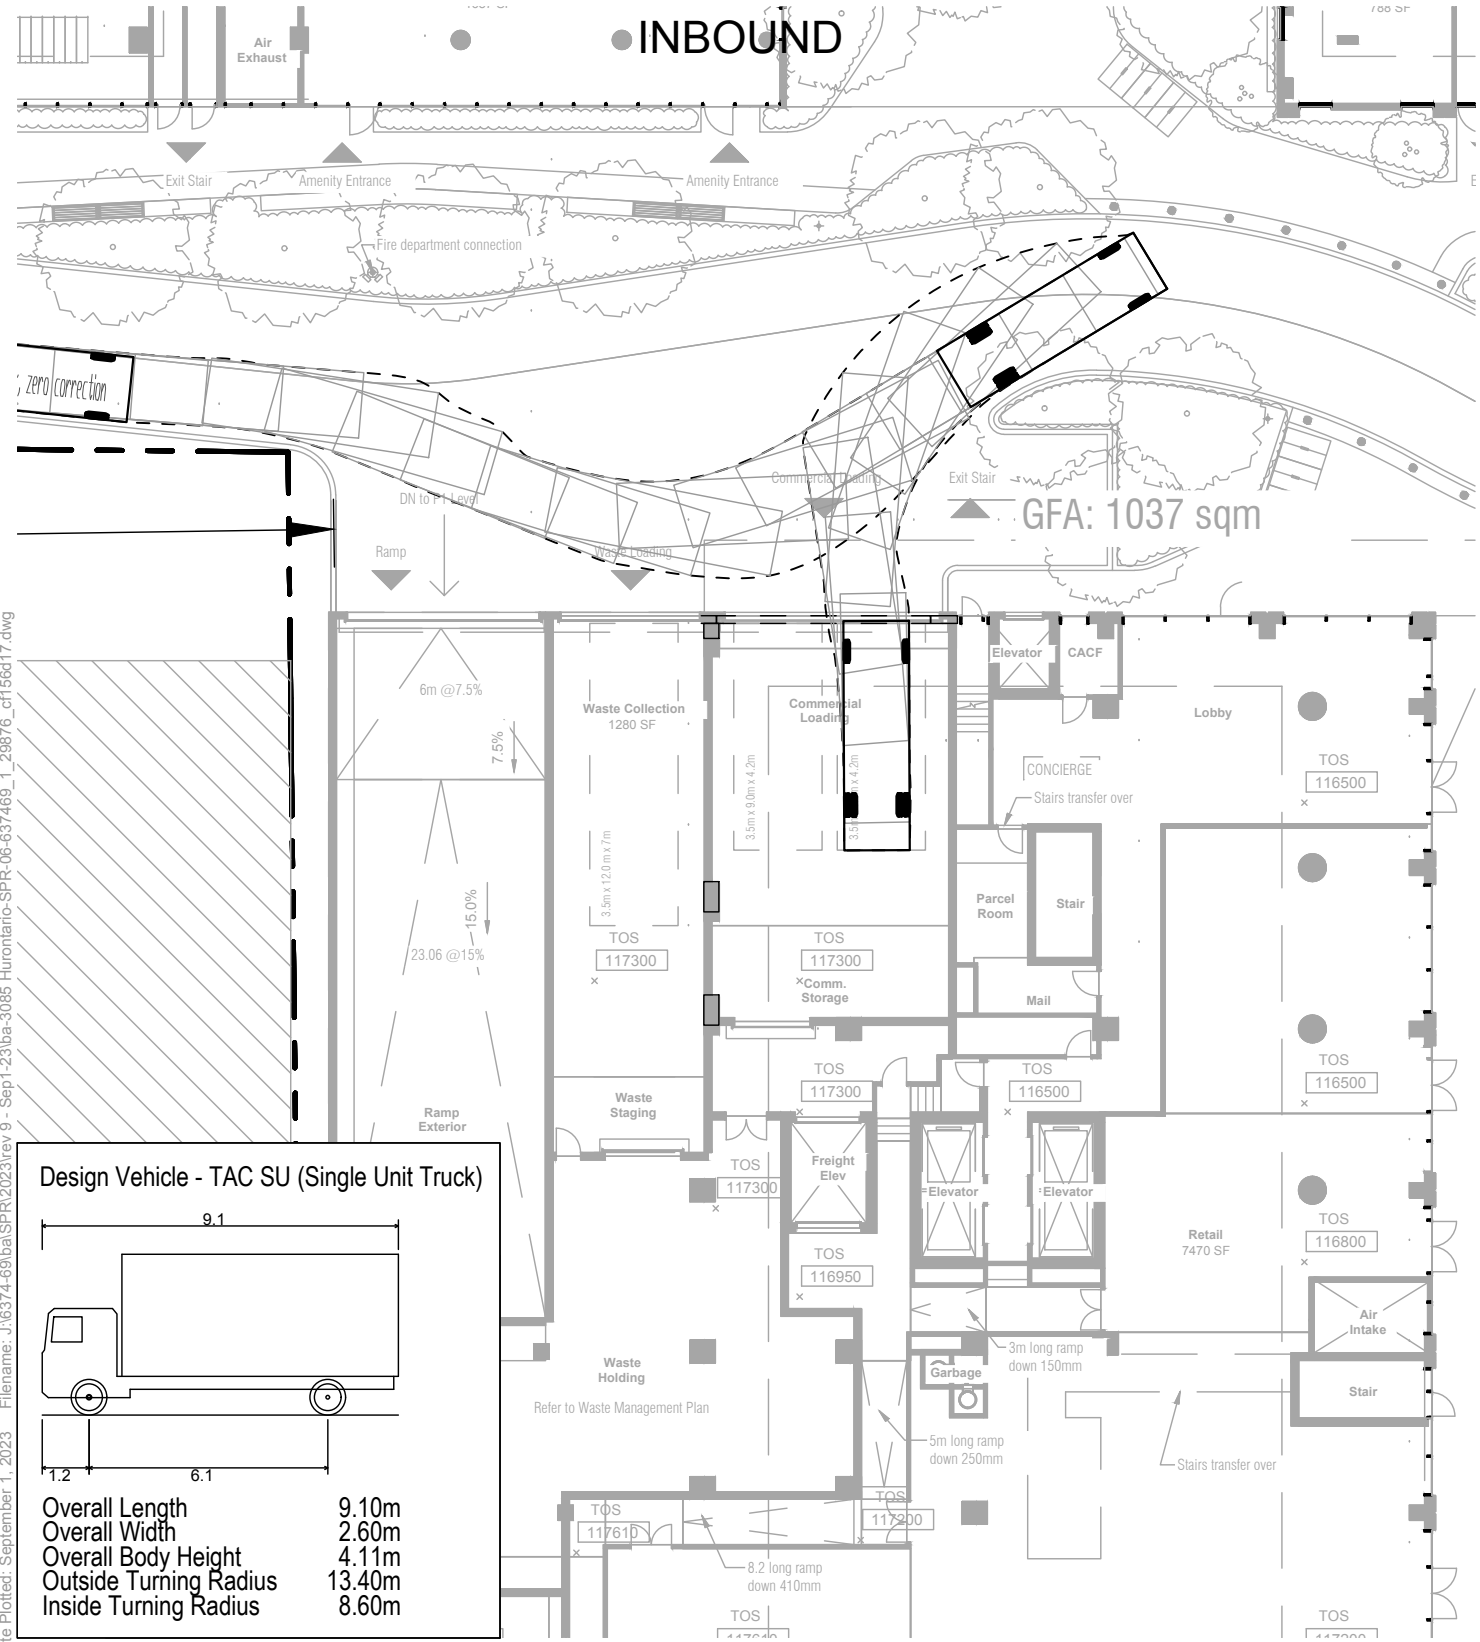 INBOUND
788 SF
Air
Exhaust
Exit Stair
Amenity Entrance
Amenity Entrance
Fire department connection
zero correction
DN to P1 Level
Commercial Loading
Exit Stair
GFA: 1037 sqm
Ramp
Waste Loading
Elevator
CACF
6m @7.5%
7.5%
Waste Collection
1280 SF
Commercial
Loading
Lobby
3.5m x 9.0m x 4.2m
x 4.2m
CONCIERGE
Stairs transfer over
TOS
116500
3.5m x 12.0 m x 7m
15.0%
23.06 @15%
TOS
117300
TOS
117300
Comm.
Storage
Parcel
Room
Stair
Mail
TOS
117300
TOS
116500
TOS
116500
Ramp
Exterior
Waste
Staging
TOS
117300
Freight
Elev
Elevator
Elevator
Retail
7470 SF
TOS
116800
TOS
116950
Air
Intake
3m long ramp
down 150mm
Garbage
Stair
Waste
Holding
Refer to Waste Management Plan
5m long ramp
down 250mm
Stairs transfer over
TOS
117610
TOS
117200
8.2 long ramp
down 410mm
TOS
TOS
Design Vehicle - TAC SU (Single Unit Truck)
9.1
1.2
6.1
Overall Length 9.10m
Overall Width 2.60m
Overall Body Height 4.11m
Outside Turning Radius 13.40m
Inside Turning Radius 8.60m
te Plotted: September 1, 2023 Filename: J:\6374-69\ba\SPR\2023\rev 9 - Sep1-23\ba-3085 Hurontario-SPR-06-637469_1_29876_cf156d17.dwg